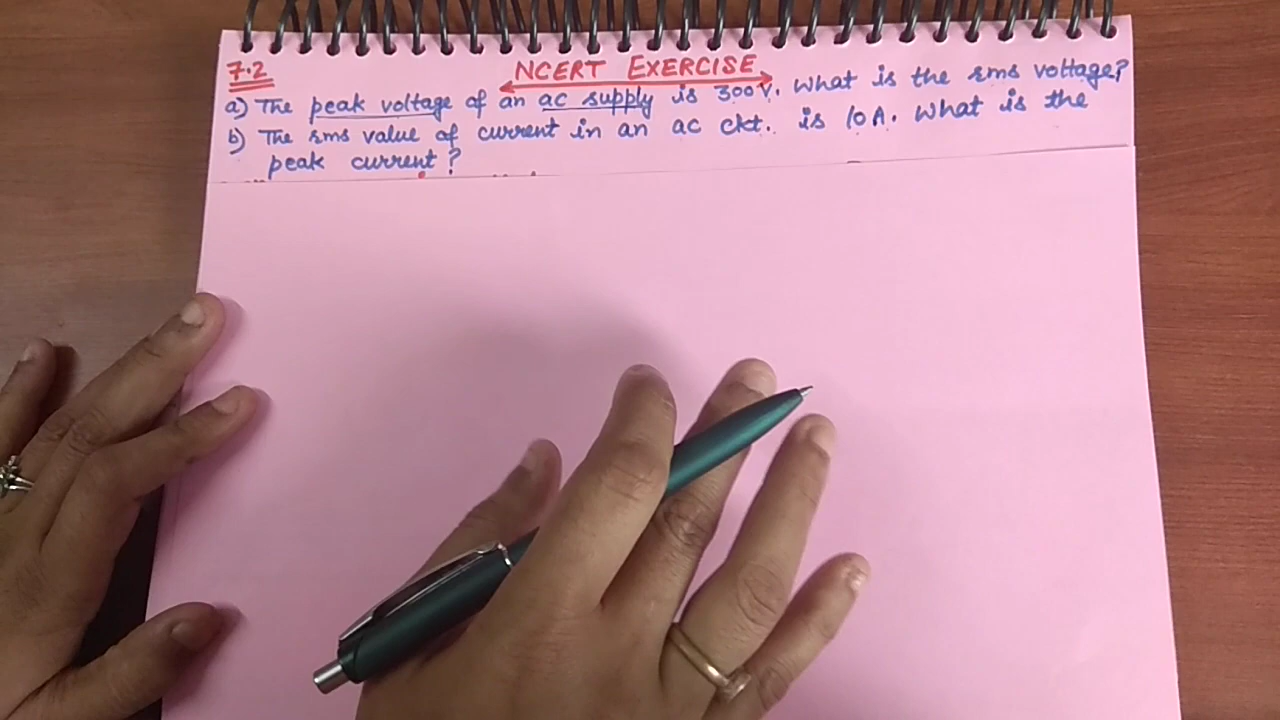 7.2
NCERT EXERCISE
a) The peak voltage of an ac supply is 300V. What is the rms voltage?
b) The rms value of current in an ac ckt. is 10A. What is the
peak current?